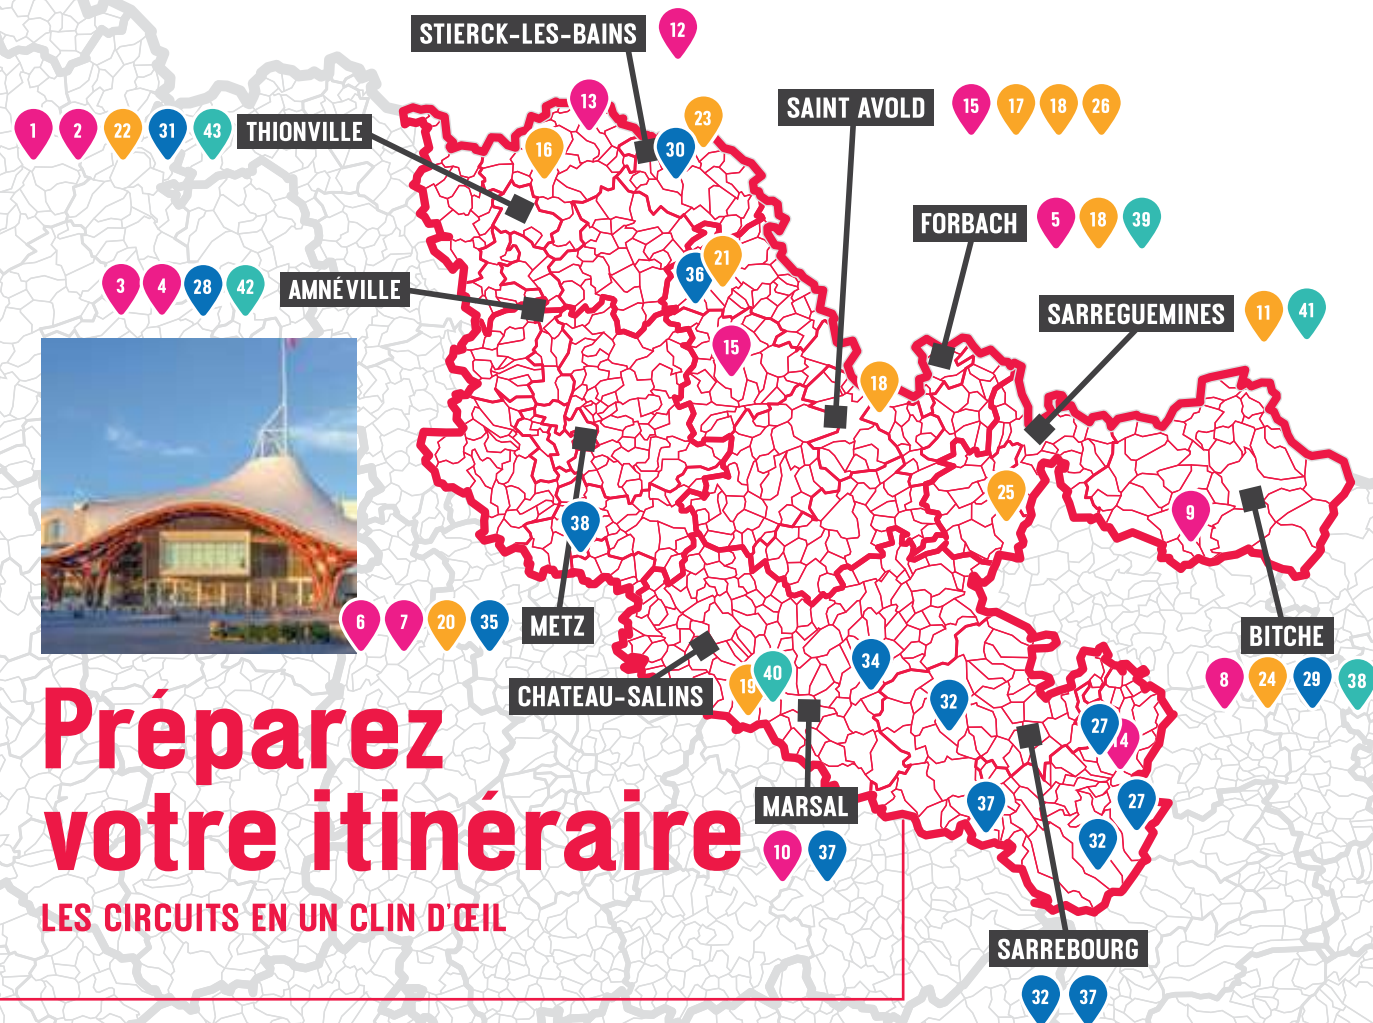 STIERCK-LES-BAINS 12
13
23
16
30
1 2 22 31 43 THIONVILLE
SAINT AVOLD 15 17 18 26
FORBACH 5 18 39
36 21
3 4 28 42 AMNÉVILLE
SARREGUEMINES 11 41
15
18
25
9
38
BITCHE
8 24 29 38
6 7 20 35 METZ
CHATEAU-SALINS
19 40
34
32
27 14
37
27
32
MARSAL
10 37
Préparez
votre itinéraire
LES CIRCUITS EN UN CLIN D'ŒIL
SARREBOURG
32 37